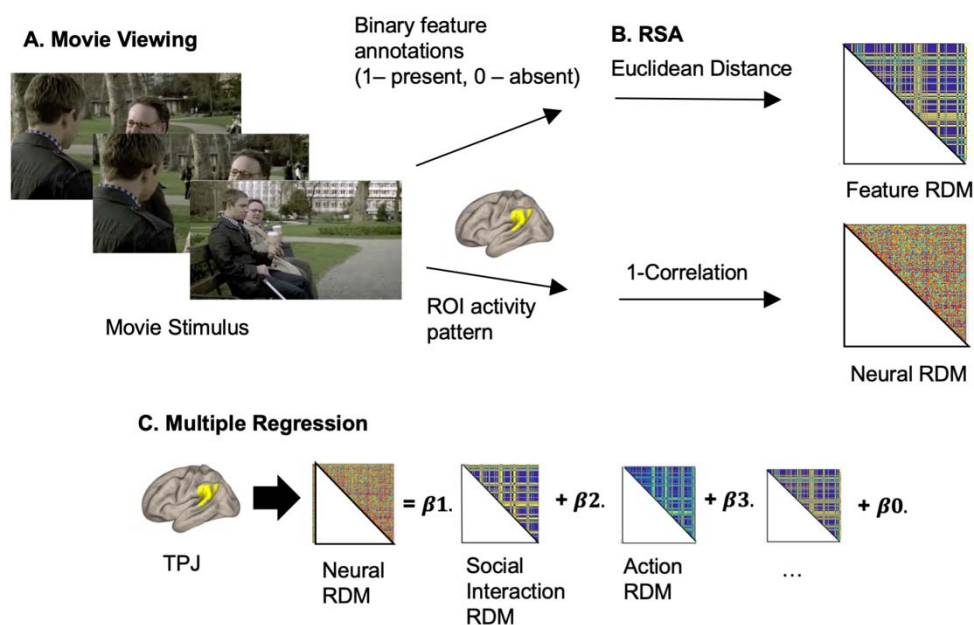 A. Movie Viewing
Binary feature
annotations
(1– present, 0 – absent)
B. RSA
Euclidean Distance
Feature RDM
Movie Stimulus
ROI activity
pattern
1-Correlation
Neural RDM
C. Multiple Regression
TPJ
Neural
RDM
= β1.
Social
Interaction
RDM
+ β2.
Action
RDM
+ β3.
...
+ β0.